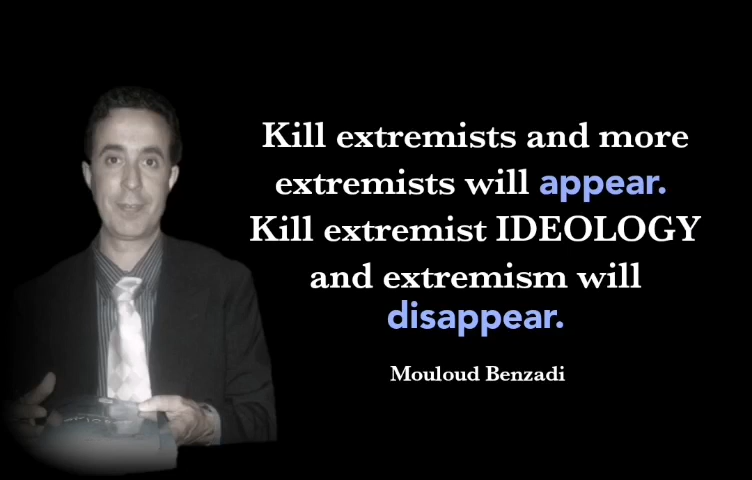 Kill extremists and more
extremists will appear.
Kill extremist IDEOLOGY
and extremism will
disappear.
Mouloud Benzadi